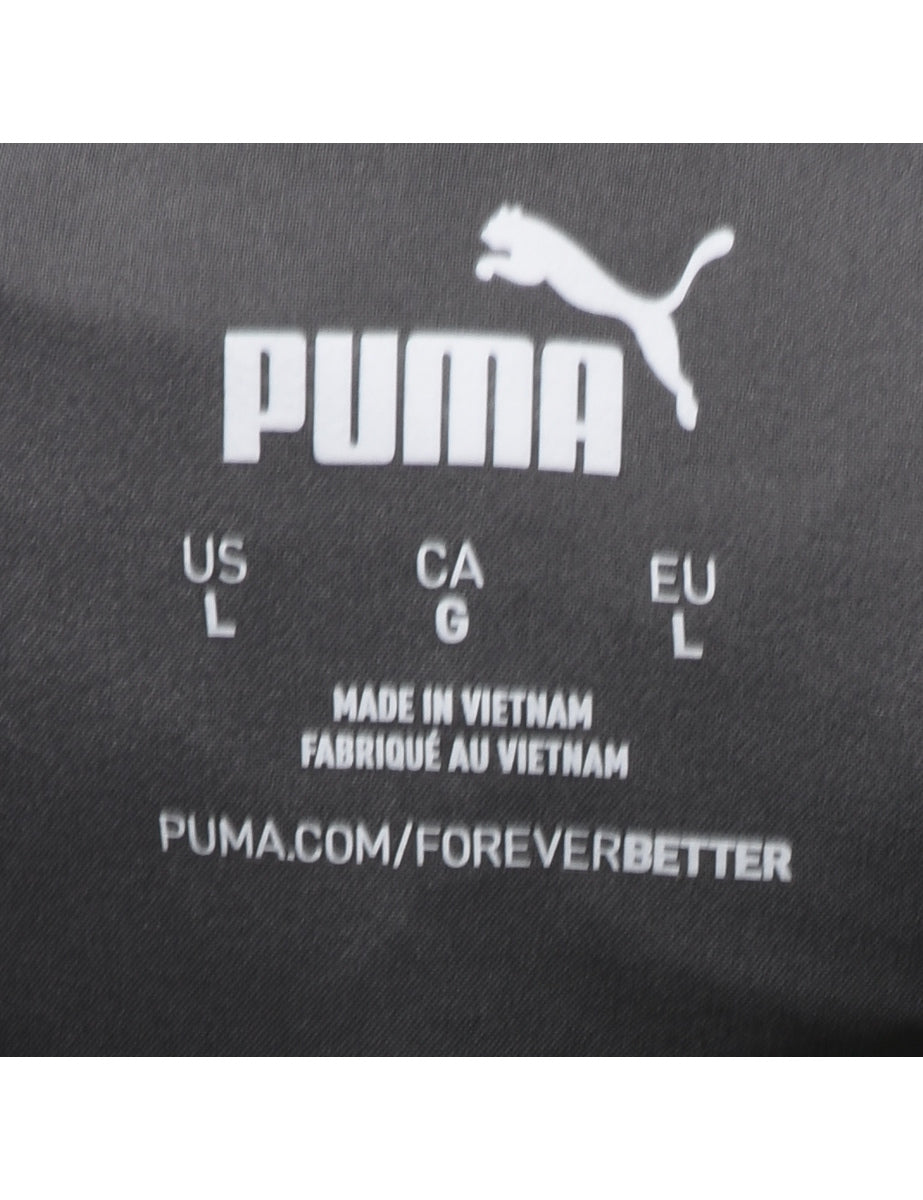 PUMA
US CA EU
L G L
MADE IN VIETNAM
FABRIQUÉ AU VIETNAM
PUMA.COM/FOREVERBETTER